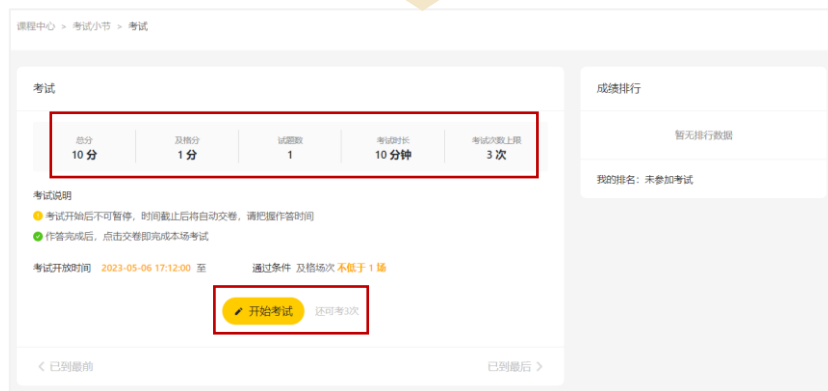 课程中心 > 考试小节 > 考试
考试
总分 及格分 试题数 考试时长 考试次数上限
10 分 1 分 1 10 分钟 3 次
考试说明
考试开始后不可暂停，时间截止后将自动交卷，请把握作答时间
作答完成后，点击交卷即完成本场考试
考试开放时间 2023-05-06 17:12:00 至 通过条件 及格场次 不低于 1 场
开始考试 还可考3次
< 已到最前 已到最后 >
成绩排行
暂无排行数据
我的排名：未参加考试